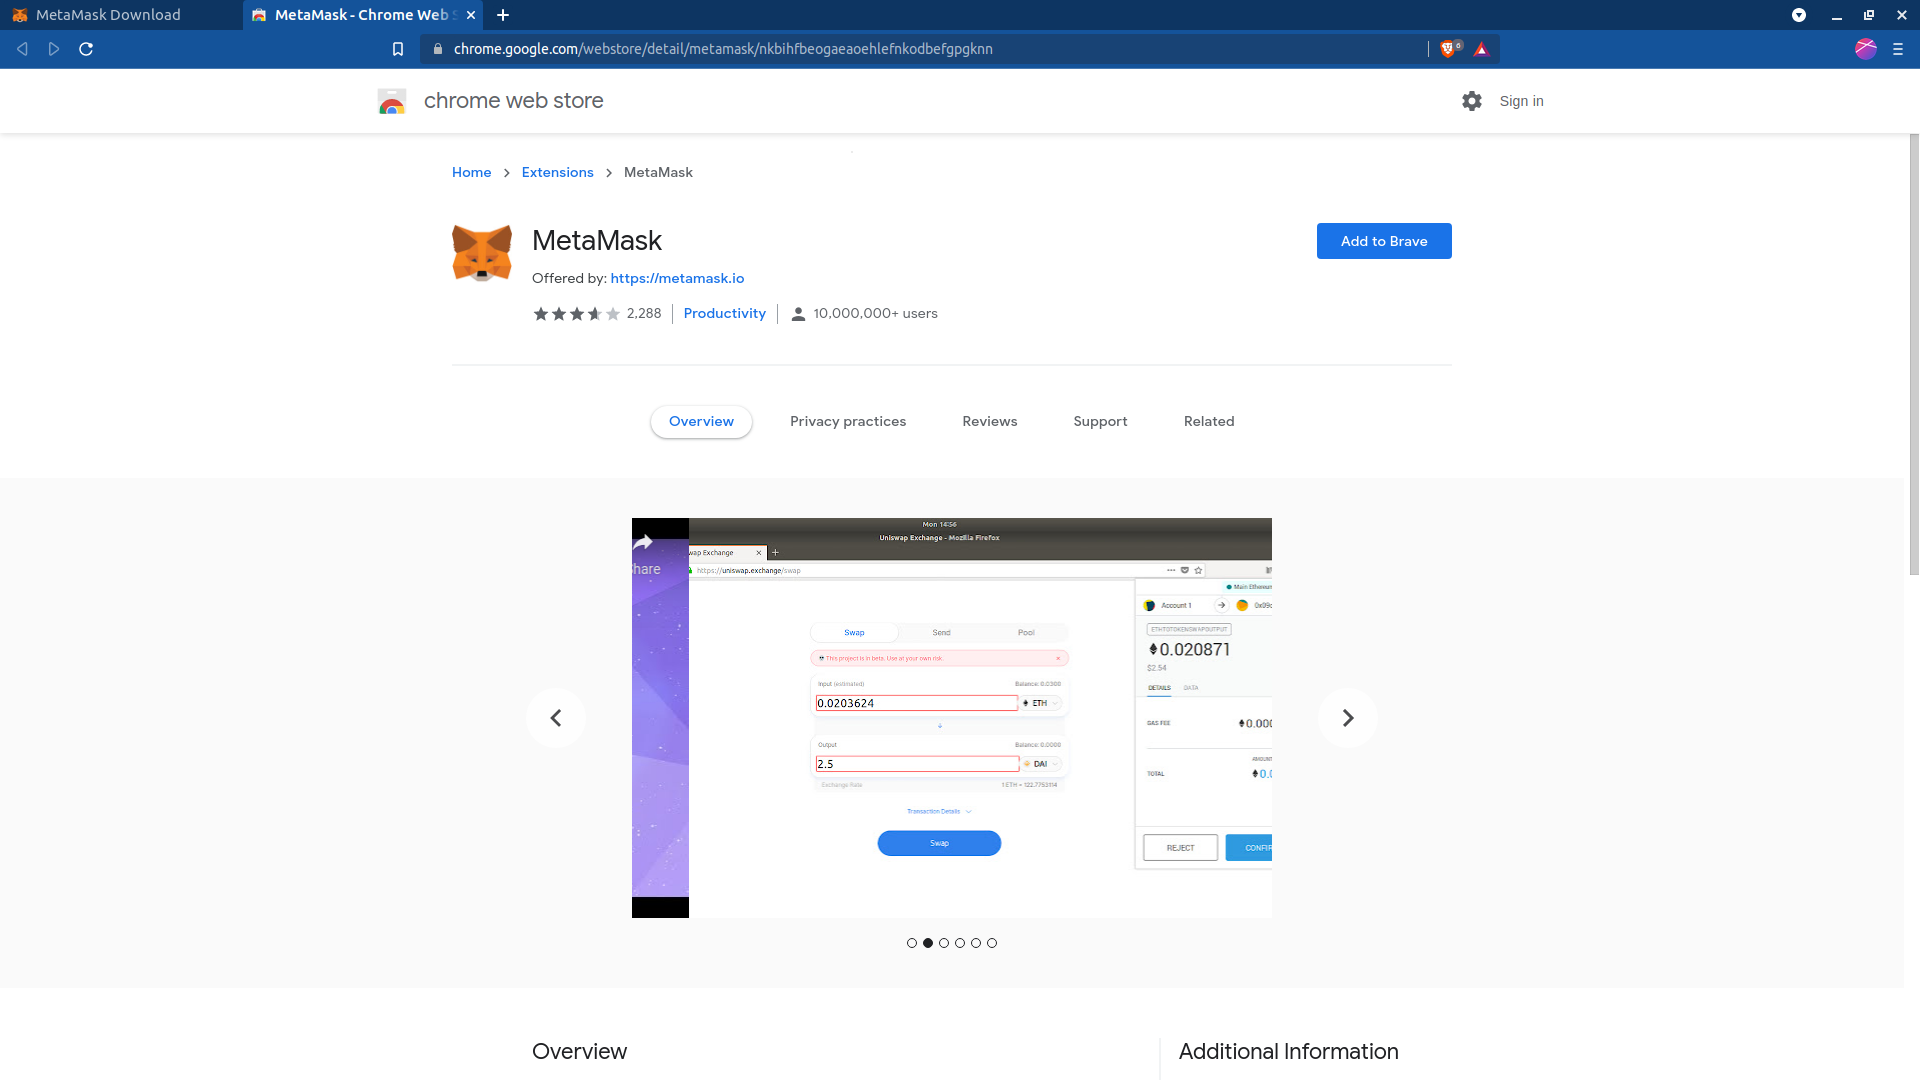 MetaMask Download
MetaMask - Chrome Web S
chrome.google.com/webstore/detail/metamask/nkbihfbeogaeaoehlefnkodbefgpgknn
6
chrome web store
Sign in
Home > Extensions > MetaMask
MetaMask
Add to Brave
Offered by: https://metamask.io
2,288
Productivity
10,000,000+ users
Overview
Privacy practices
Reviews
Support
Related
Mon 14:56
Uniswap Exchange - Mozilla Firefox
wap Exchange
https://uniswap.exchange/swap
Share
Main Ethereum
Account 1
0x09c
Swap
Send
Pool
ETHTOTOKENSWAPOUTPUT
0.020871
This project is in beta. Use at your own risk.
$2.54
Input (estimated)
Balance: 0.0300
DETAILS
DATA
0.0203624
ETH
GAS FEE
0.000
Output
Balance: 0.0000
2.5
DAI
AMOUNT
TOTAL
0.0
Exchange Rate
1 ETH = 122.7753114
Transaction Details
Swap
REJECT
CONFIR
Overview
Additional Information